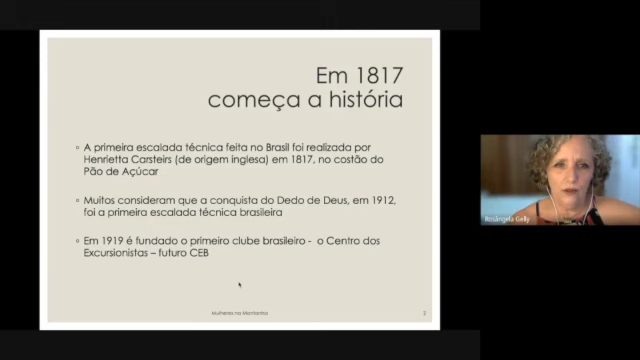 Em 1817
começa a história
A primeira escalada técnica feita no Brasil foi realizada por
Henrietta Carsteirs (de origem inglesa) em 1817, no costão do
Pão de Açúcar
Muitos consideram que a conquista do Dedo de Deus, em 1912,
foi a primeira escalada técnica brasileira
Em 1919 é fundado o primeiro clube brasileiro - o Centro dos
Excursionistas – futuro CEB
Mulheres na Montanha
2
Rosângela Gelly